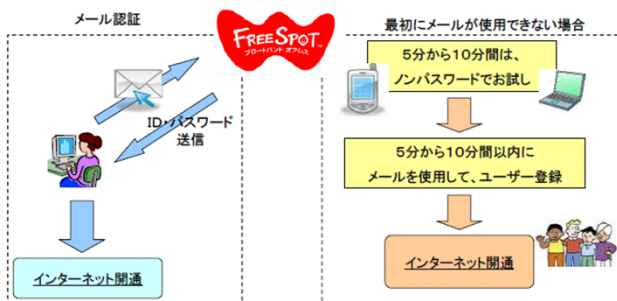 メール認証
FREESPOT™
ブロードバンド オアシス
ID・パスワード
送信
インターネット開通
最初にメールが使用できない場合
5分から10分間は、
ノンパスワードでお試し
5分から10分間以内に
メールを使用して、ユーザー登録
インターネット開通